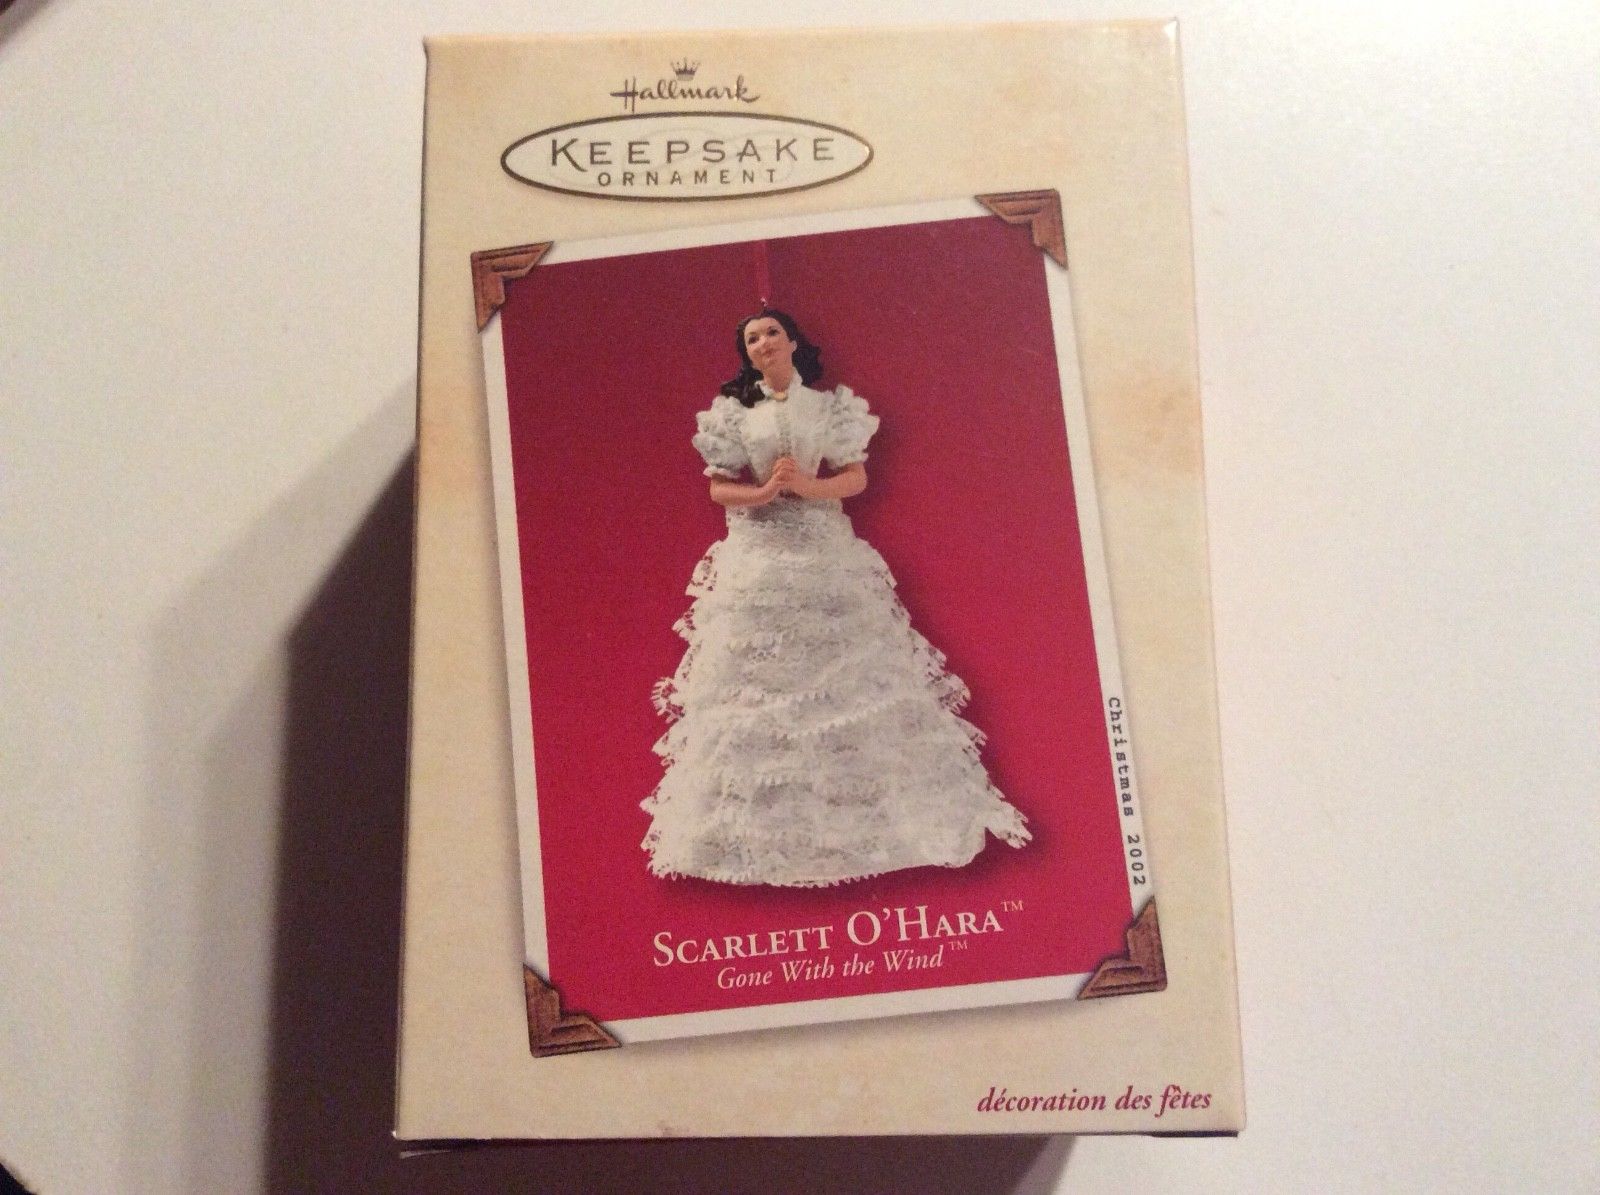 Hallmark
KEEPSAKE
ORNAMENT
Christmas 2002
SCARLETT O'HARA™
Gone With the Wind™
décoration des fêtes